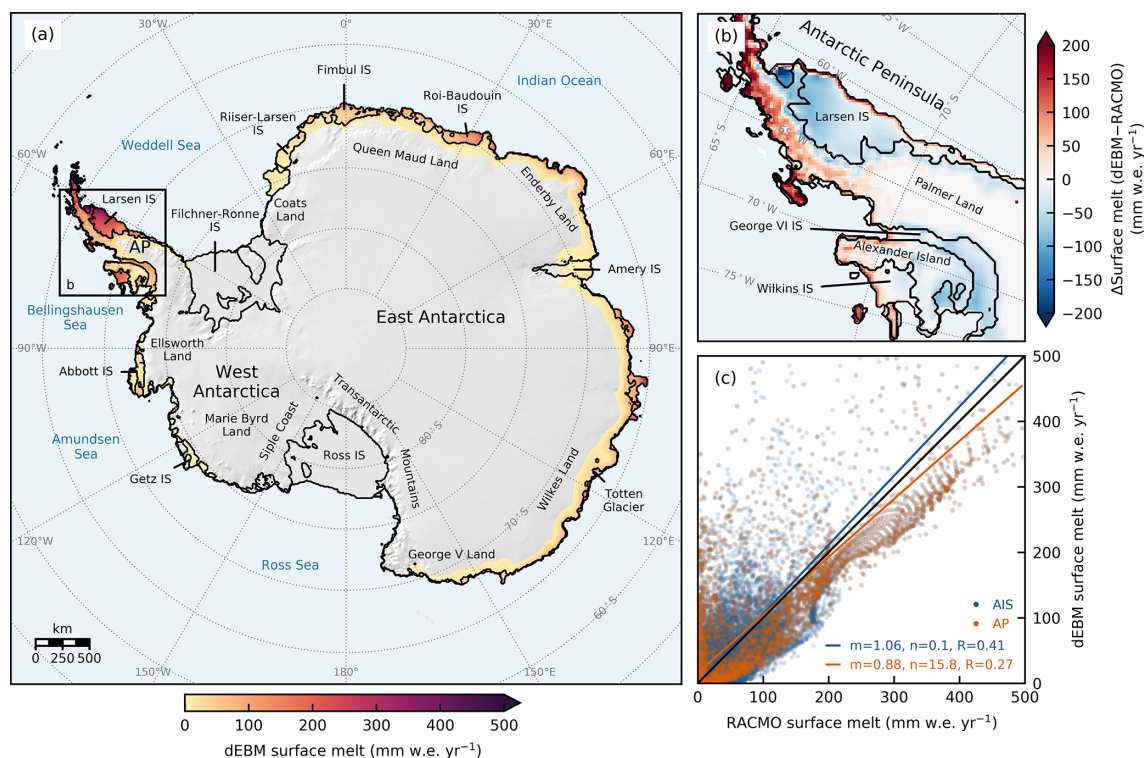 (a)
30°W
0°
30°E
Fimbul IS
Indian Ocean
Roi-Baudouin
IS
Riiser-Larsen
IS
60°W
Weddell Sea
Queen Maud Land
60°E
Enderby Land
Larsen IS
Filchner-Ronne
IS
Coats
Land
AP
b
Amery IS
Bellingshausen
Sea
East Antarctica
90°W
Ellsworth
Land
90°E
Abbott IS
West
Antarctica
Transantarctic
Mountains
Marie Byrd
Land
Siple Coast
80°S
Amundsen
Sea
Ross IS
Getz IS
Wilkes Land
Totten
Glacier
70°S
120°W
120°E
George V Land
Ross Sea
60°S
km
0 250 500
150°W
180°
150°E
0 100 200 300 400 500
dEBM surface melt (mm w.e. yr⁻¹)
(b)
Antarctic Peninsula
60°W
Larsen IS
65°S
70°S
Palmer Land
70°W
George VI IS
Alexander Island
75°W
Wilkins IS
200
150
100
50
0
−50
−100
−150
−200
ΔSurface melt (dEBM−RACMO)
(mm w.e. yr⁻¹)
(c)
500
400
300
200
100
0
dEBM surface melt (mm w.e. yr⁻¹)
AIS
AP
m=1.06, n=0.1, R=0.41
m=0.88, n=15.8, R=0.27
0 100 200 300 400 500
RACMO surface melt (mm w.e. yr⁻¹)